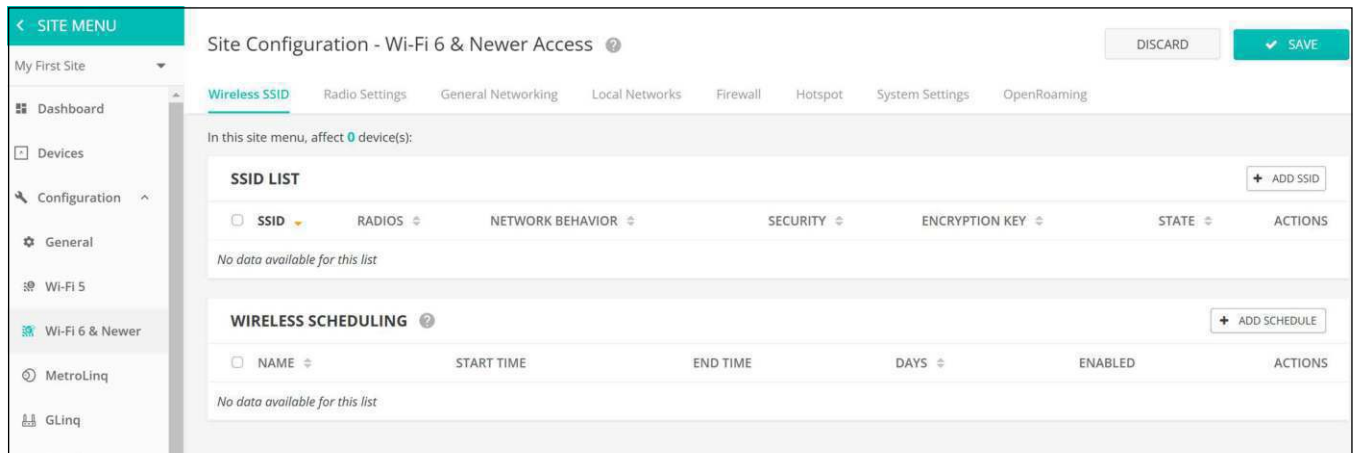 SITE MENU
My First Site
Dashboard
Devices
Configuration
General
Wi-Fi 5
Wi-Fi 6 & Newer
MetroLinq
GLinq
Site Configuration - Wi-Fi 6 & Newer Access ?
DISCARD SAVE
Wireless SSID Radio Settings General Networking Local Networks Firewall Hotspot System Settings OpenRoaming
In this site menu, affect 0 device(s):
SSID LIST + ADD SSID
SSID RADIOS NETWORK BEHAVIOR SECURITY ENCRYPTION KEY STATE ACTIONS
No data available for this list
WIRELESS SCHEDULING ? + ADD SCHEDULE
NAME START TIME END TIME DAYS ENABLED ACTIONS
No data available for this list